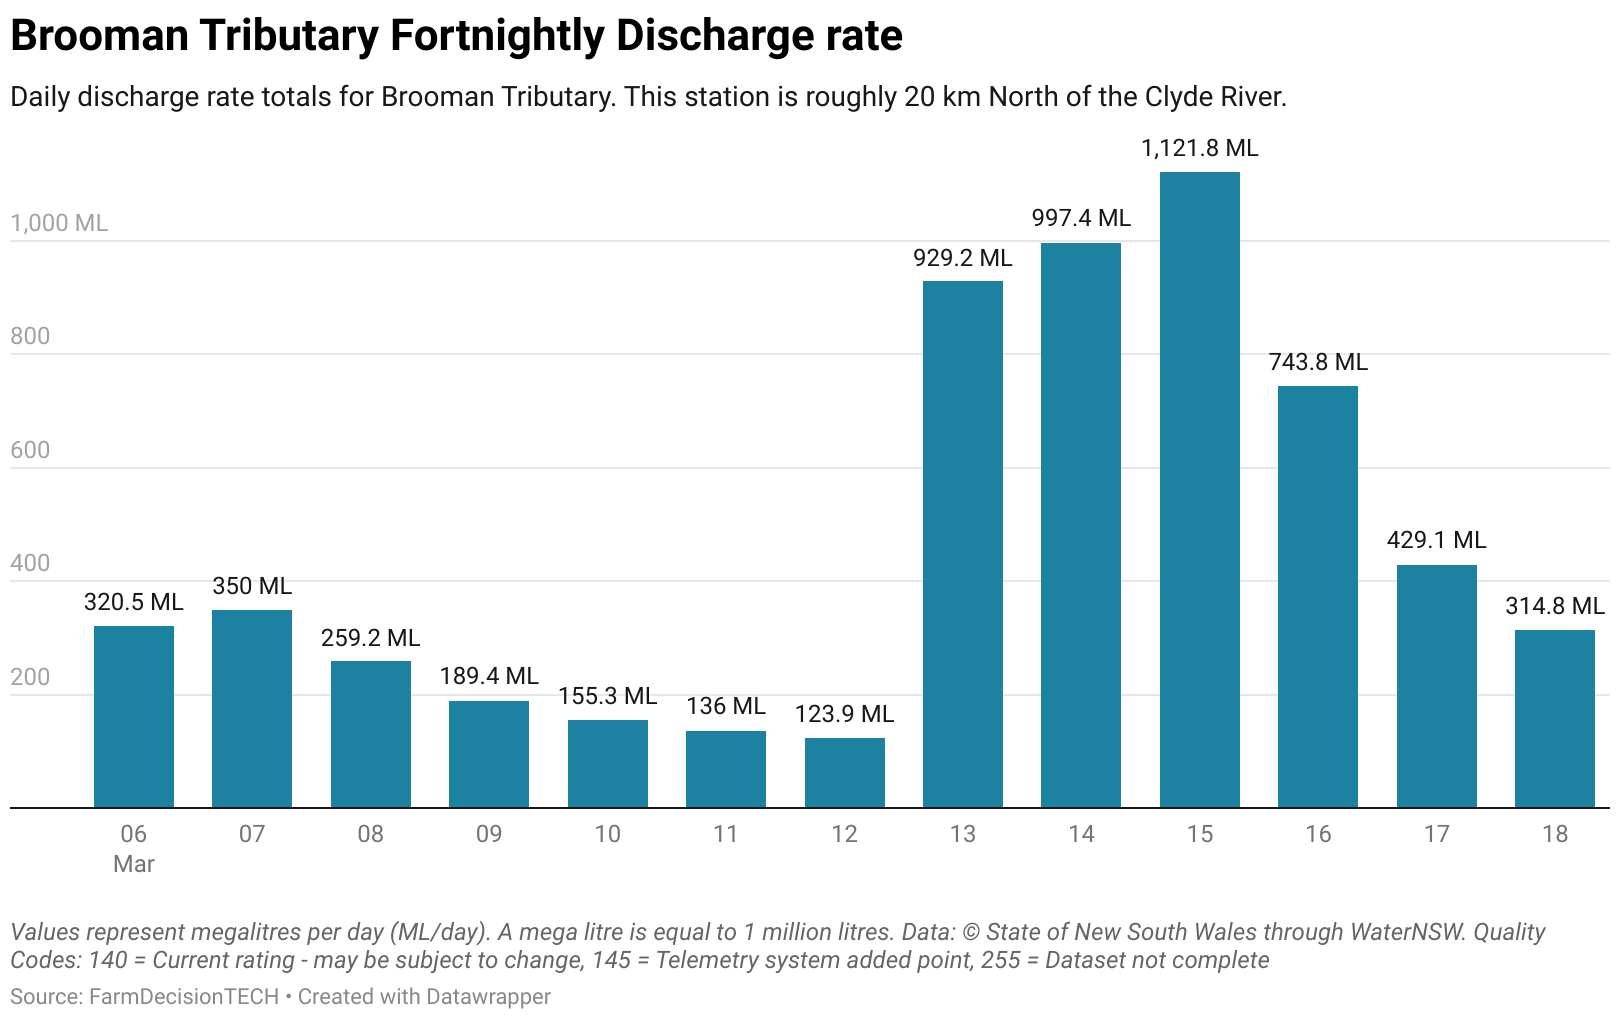 Brooman Tributary Fortnightly Discharge rate
Daily discharge rate totals for Brooman Tributary. This station is roughly 20 km North of the Clyde River.
1,121.8 ML
1,000 ML
997.4 ML
929.2 ML
800
743.8 ML
600
429.1 ML
400
350 ML
320.5 ML
314.8 ML
259.2 ML
200
189.4 ML
155.3 ML
136 ML
123.9 ML
06 07 08 09 10 11 12 13 14 15 16 17 18
Mar
Values represent megalitres per day (ML/day). A mega litre is equal to 1 million litres. Data: © State of New South Wales through WaterNSW. Quality
Codes: 140 = Current rating - may be subject to change, 145 = Telemetry system added point, 255 = Dataset not complete
Source: FarmDecisionTECH • Created with Datawrapper